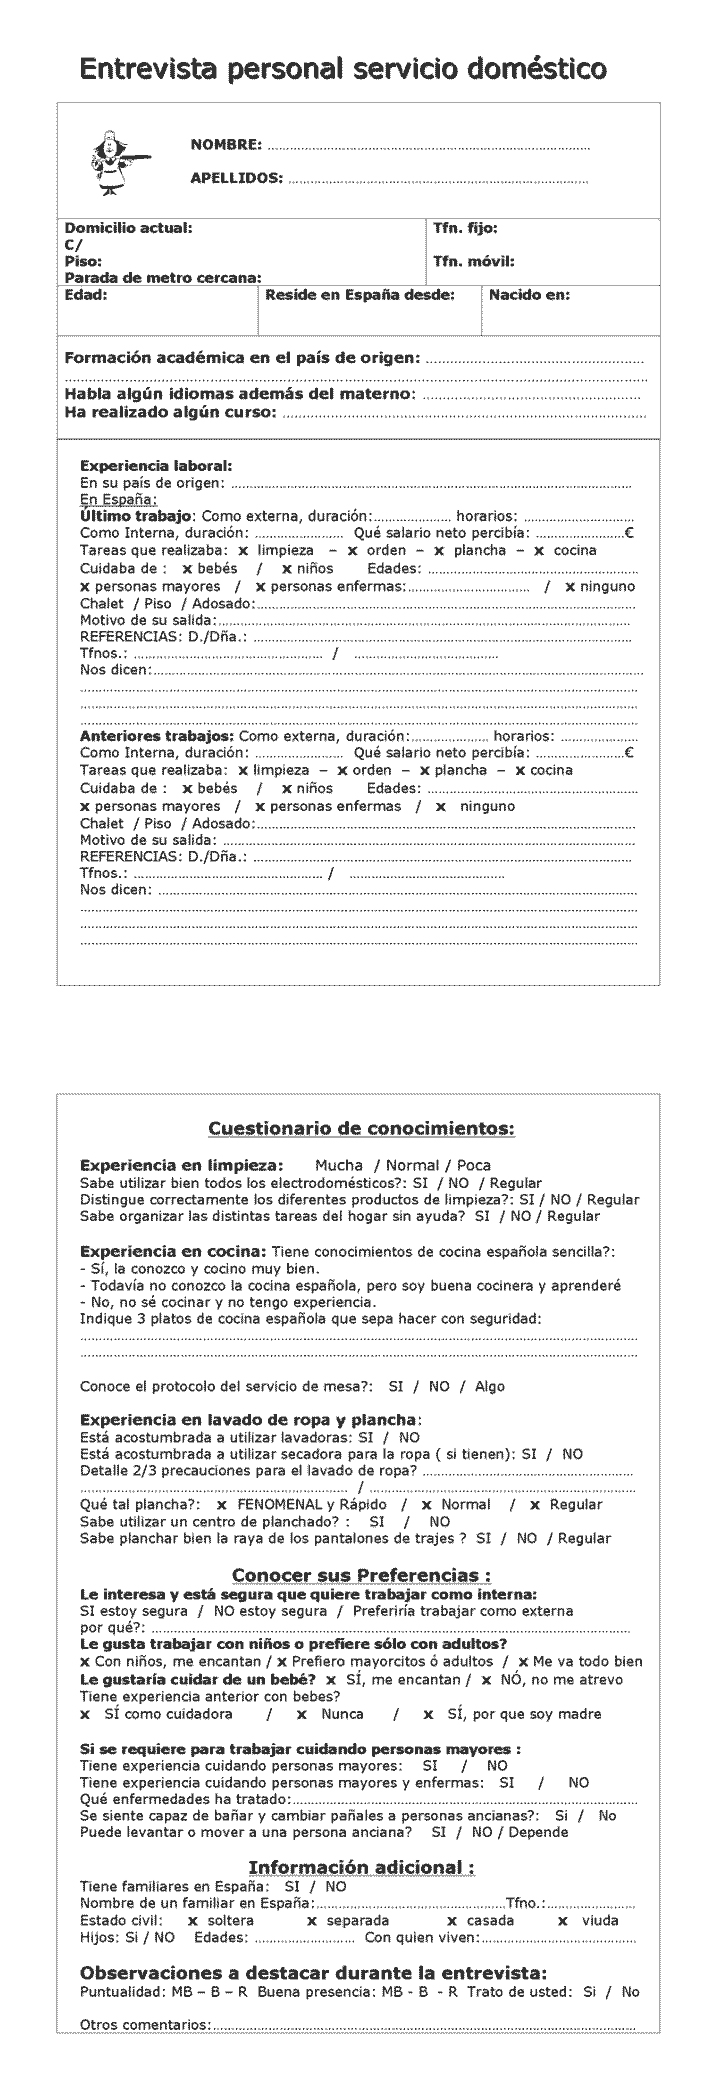 Entrevista personal servicio doméstico
NOMBRE: ........................................................................................
APELLIDOS: ..................................................................................
Domicilio actual:
C/
Piso:
Parada de metro cercana:
Tfn. fijo:
Tfn. móvil:
Edad:
Reside en España desde:
Nacido en:
Formación académica en el país de origen: ......................................................
................................................................................................................
Habla algún idiomas además del materno: ......................................................
Ha realizado algún curso: ..........................................................................................
Experiencia laboral:
En su país de origen: ....................................................................................................
En España:
Último trabajo: Como externa, duración:.................... horarios: ............................
Como Interna, duración: ........................ Qué salario neto percibía: ........................€
Tareas que realizaba: x limpieza – x orden – x plancha – x cocina
Cuidaba de : x bebés / x niños Edades: ........................................................
x personas mayores / x personas enfermas:................................. / x ninguno
Chalet / Piso / Adosado:....................................................................................................
Motivo de su salida:............................................................................................................
REFERENCIAS: D./Dña.: ....................................................................................................
Tfnos.: .................................................. / .......................................
Nos dicen:....................................................................................................................
................................................................................................................
................................................................................................................
................................................................................................................
Anteriores trabajos: Como externa, duración:.................... horarios: ....................
Como Interna, duración: ........................ Qué salario neto percibía: ........................€
Tareas que realizaba: x limpieza – x orden – x plancha – x cocina
Cuidaba de : x bebés / x niños Edades: ........................................................
x personas mayores / x personas enfermas / x ninguno
Chalet / Piso / Adosado:....................................................................................................
Motivo de su salida: ............................................................................................................
REFERENCIAS: D./Dña.: ....................................................................................................
Tfnos.: .................................................. / .........................................
Nos dicen: ....................................................................................................................
................................................................................................................
................................................................................................................
................................................................................................................
Cuestionario de conocimientos:
Experiencia en limpieza: Mucha / Normal / Poca
Sabe utilizar bien todos los electrodomésticos?: SI / NO / Regular
Distingue correctamente los diferentes productos de limpieza?: SI / NO / Regular
Sabe organizar las distintas tareas del hogar sin ayuda? SI / NO / Regular
Experiencia en cocina: Tiene conocimientos de cocina española sencilla?:
- Sí, la conozco y cocino muy bien.
- Todavía no conozco la cocina española, pero soy buena cocinera y aprenderé
- No, no sé cocinar y no tengo experiencia.
Indique 3 platos de cocina española que sepa hacer con seguridad:
................................................................................................................
................................................................................................................
Conoce el protocolo del servicio de mesa?: SI / NO / Algo
Experiencia en lavado de ropa y plancha:
Está acostumbrada a utilizar lavadoras: SI / NO
Está acostumbrada a utilizar secadora para la ropa ( si tienen): SI / NO
Detalle 2/3 precauciones para el lavado de ropa? ........................................................
........................................................................ / ........................................................................
Qué tal plancha?: x FENOMENAL y Rápido / x Normal / x Regular
Sabe utilizar un centro de planchado? : SI / NO
Sabe planchar bien la raya de los pantalones de trajes ? SI / NO / Regular
Conocer sus Preferencias :
Le interesa y está segura que quiere trabajar como interna:
SI estoy segura / NO estoy segura / Preferiría trabajar como externa
por qué?: ....................................................................................................................
Le gusta trabajar con niños o prefiere sólo con adultos?
x Con niños, me encantan / x Prefiero mayorcitos ó adultos / x Me va todo bien
Le gustaría cuidar de un bebé? x SÍ, me encantan / x NÓ, no me atrevo
Tiene experiencia anterior con bebes?
x SÍ como cuidadora / x Nunca / x SÍ, por que soy madre
Si se requiere para trabajar cuidando personas mayores :
Tiene experiencia cuidando personas mayores: SI / NO
Tiene experiencia cuidando personas mayores y enfermas: SI / NO
Qué enfermedades ha tratado:............................................................................................
Se siente capaz de bañar y cambiar pañales a personas ancianas?: Si / No
Puede levantar o mover a una persona anciana? SI / NO / Depende
Información adicional :
Tiene familiares en España: SI / NO
Nombre de un familiar en España:..................................................Tfno.:.......................
Estado civil: x soltera x separada x casada x viuda
Hijos: Si / NO Edades: .......................... Con quien viven:........................................
Observaciones a destacar durante la entrevista:
Puntualidad: MB – B – R Buena presencia: MB - B - R Trato de usted: Si / No
Otros comentarios:................................................................................................................